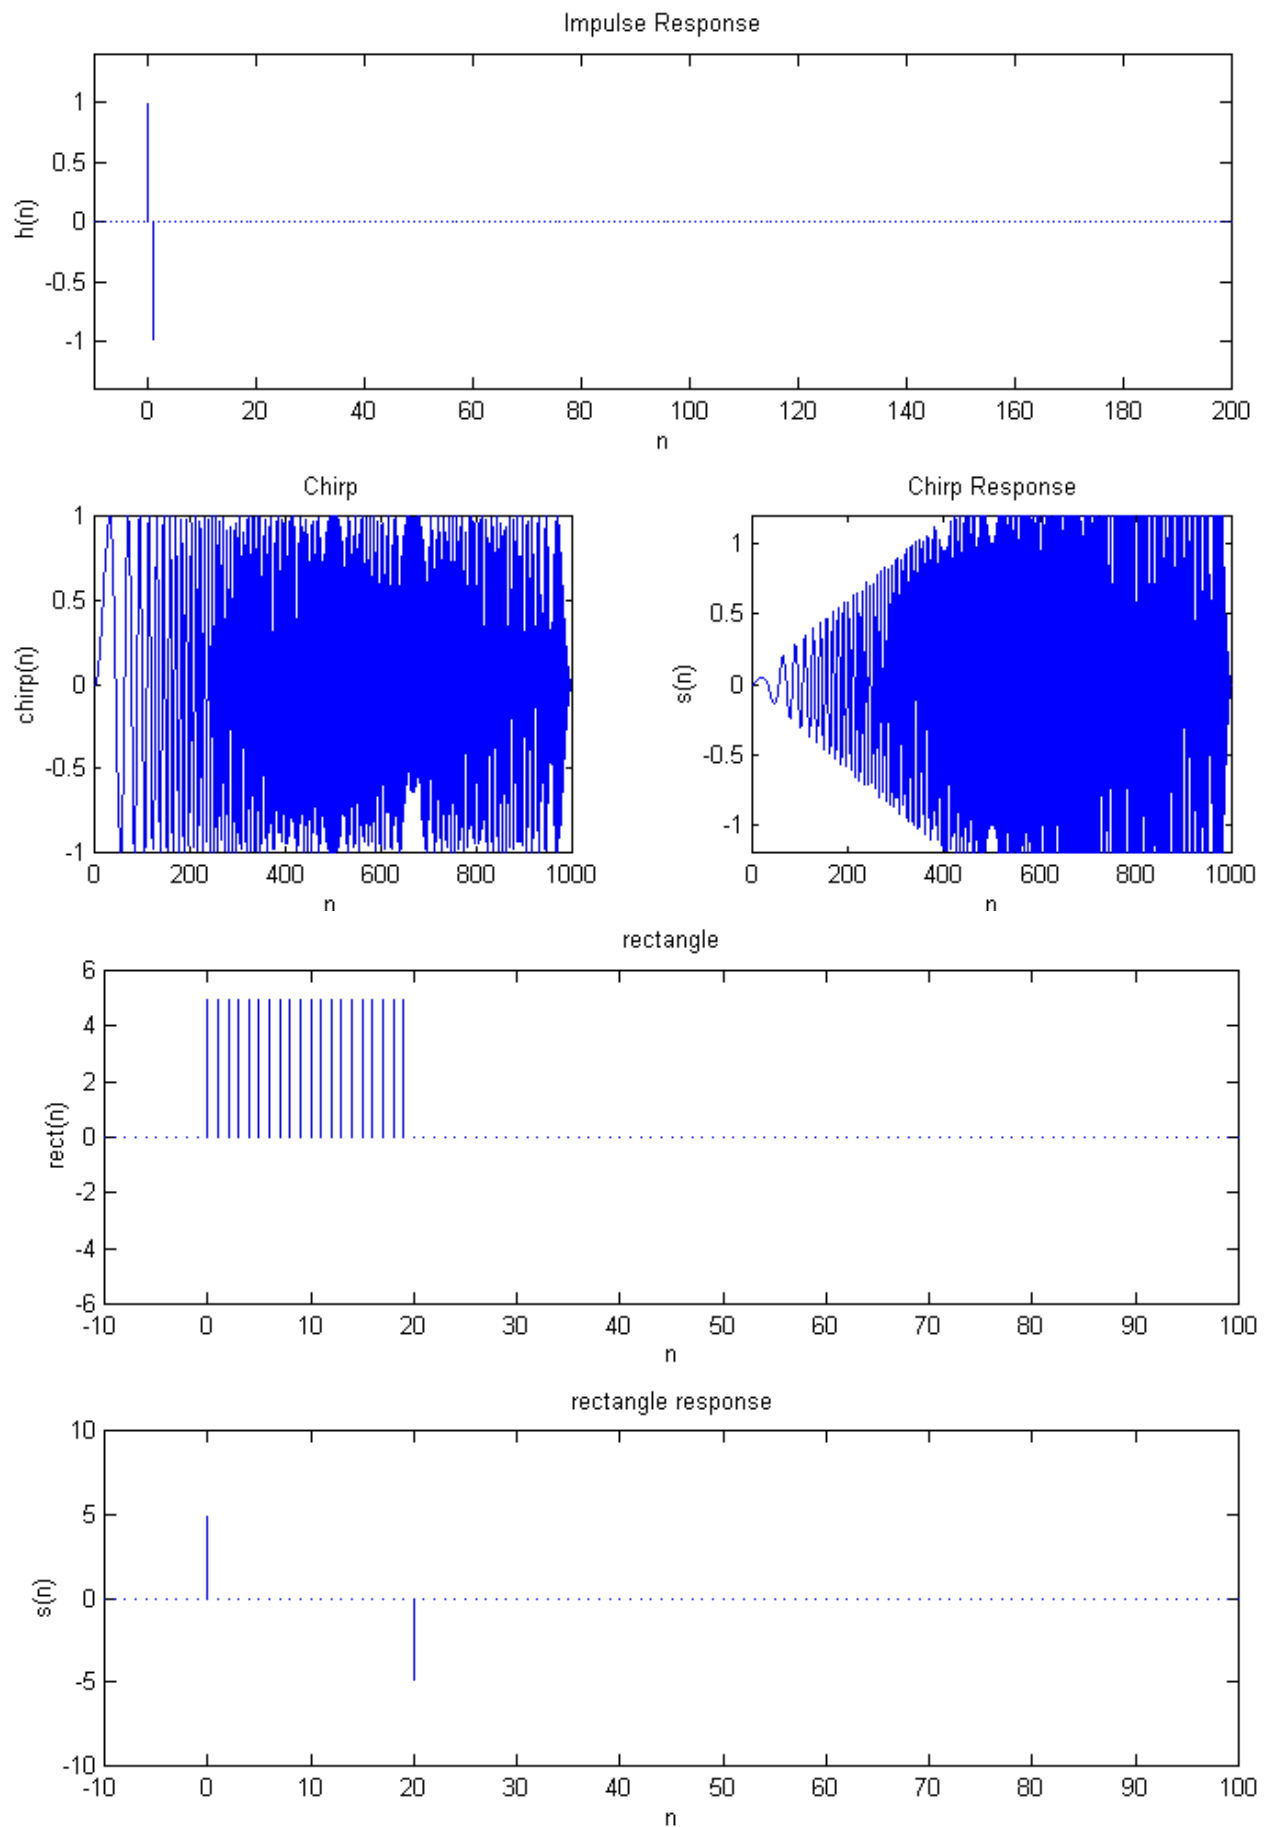 Impulse Response
1
0.5
0
-0.5
-1
h(n)
0 20 40 60 80 100 120 140 160 180 200
n
Chirp
1
0.5
0
-0.5
-1
chirp(n)
0 200 400 600 800 1000
n
Chirp Response
1
0.5
0
-0.5
-1
s(n)
0 200 400 600 800 1000
n
rectangle
6
4
2
0
-2
-4
-6
rect(n)
-10 0 10 20 30 40 50 60 70 80 90 100
n
rectangle response
10
5
0
-5
-10
s(n)
-10 0 10 20 30 40 50 60 70 80 90 100
n